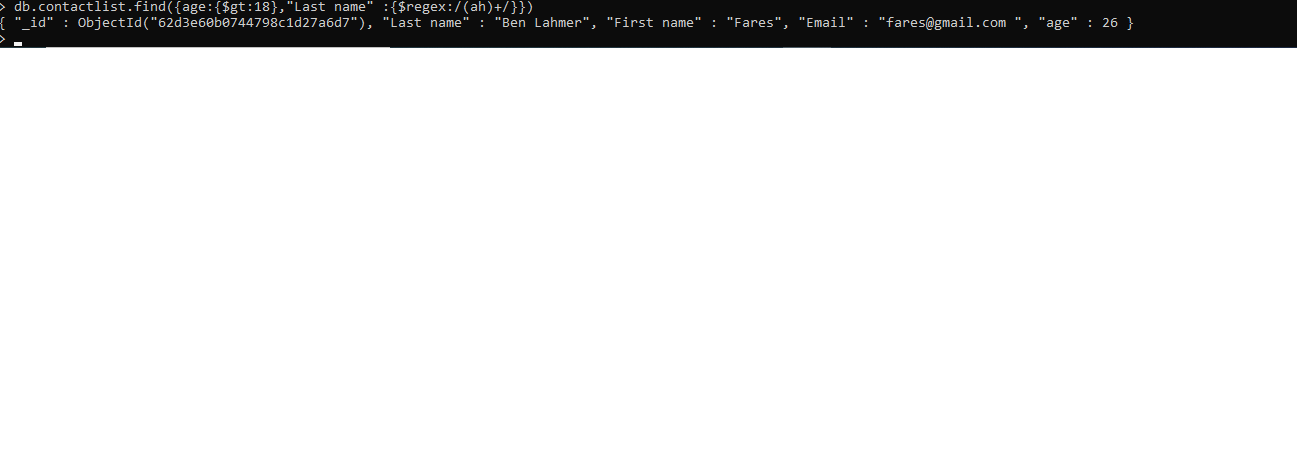 > db.contactlist.find({age:{$gt:18},"Last name" :{$regex:/(ah)+/}})
{ "_id" : ObjectId("62d3e60b0744798c1d27a6d7"), "Last name" : "Ben Lahmer", "First name" : "Fares", "Email" : "fares@gmail.com ", "age" : 26 }
>